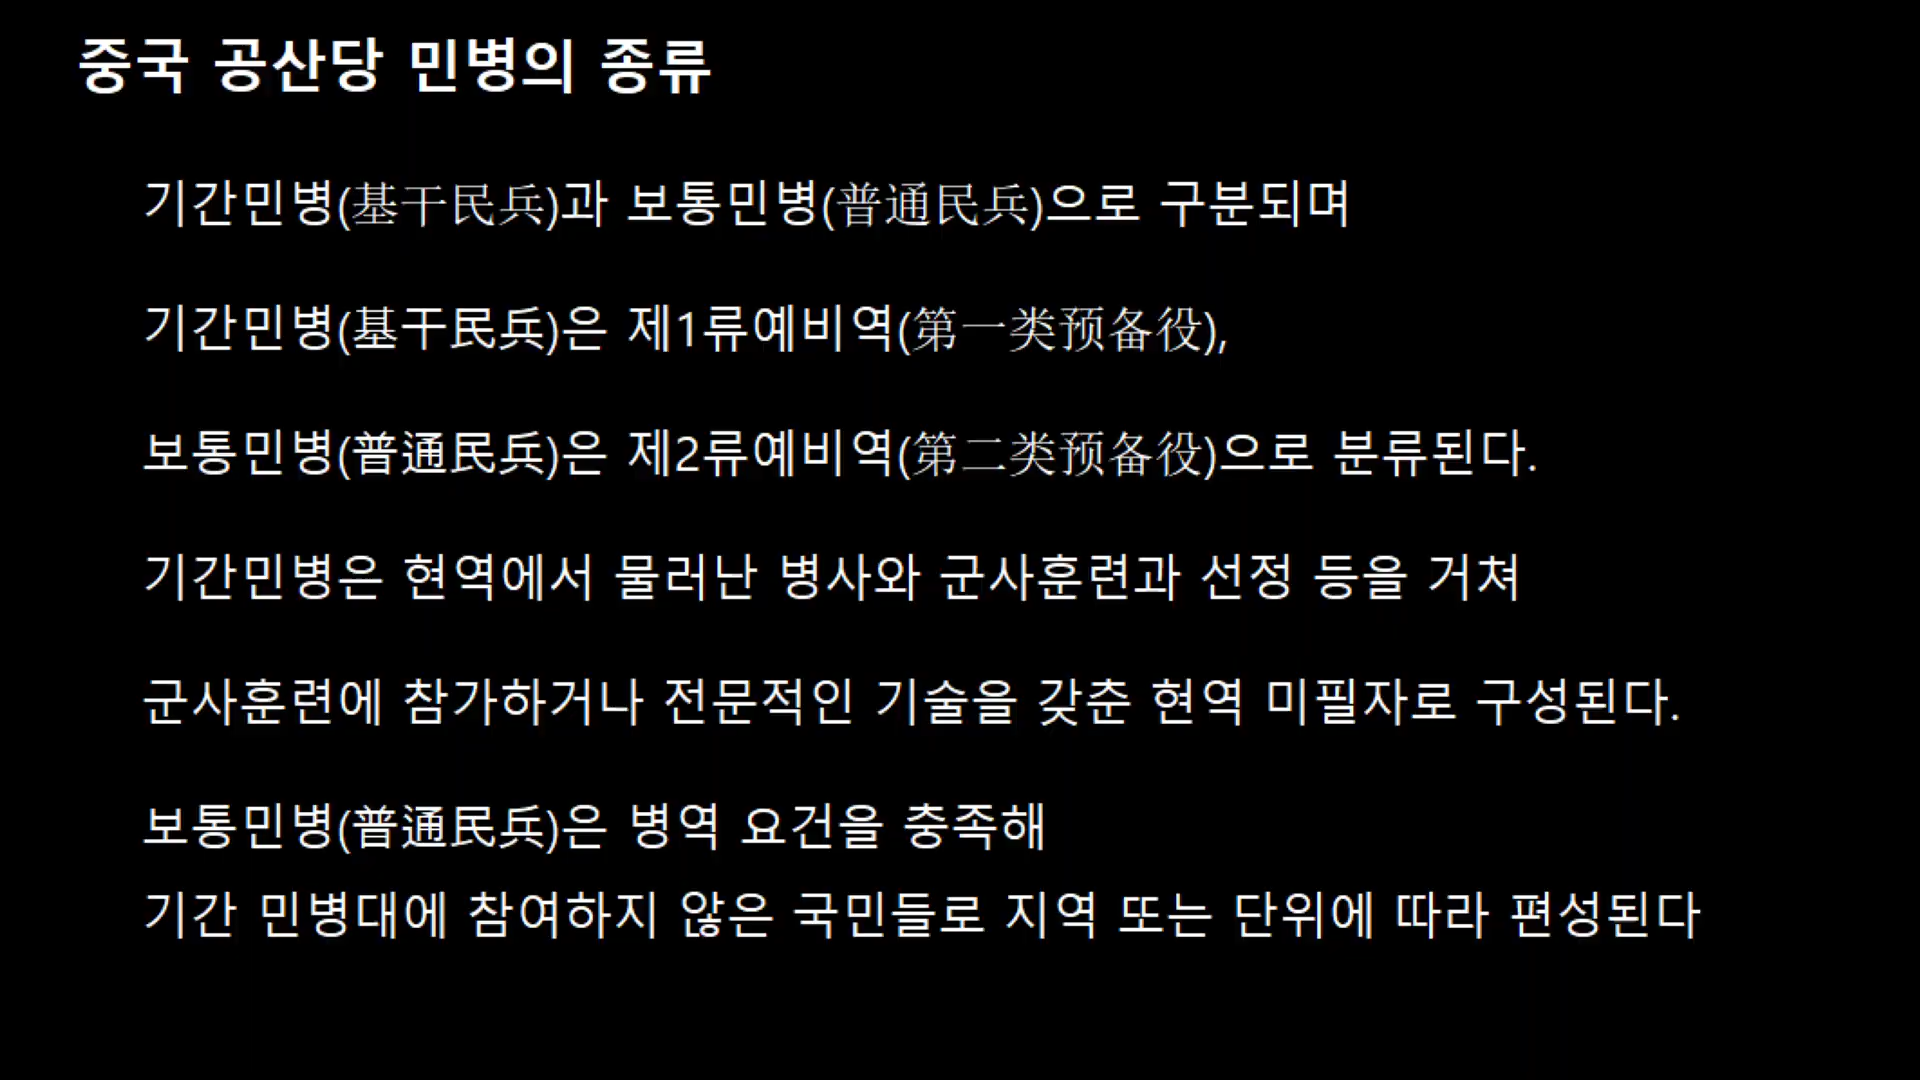 중국 공산당 민병의 종류
기간민병(基干民兵)과 보통민병(普通民兵)으로 구분되며
기간민병(基干民兵)은 제1류예비역(第一类预备役),
보통민병(普通民兵)은 제2류예비역(第二类预备役)으로 분류된다.
기간민병은 현역에서 물러난 병사와 군사훈련과 선정 등을 거쳐
군사훈련에 참가하거나 전문적인 기술을 갖춘 현역 미필자로 구성된다.
보통민병(普通民兵)은 병역 요건을 충족해
기간 민병대에 참여하지 않은 국민들로 지역 또는 단위에 따라 편성된다